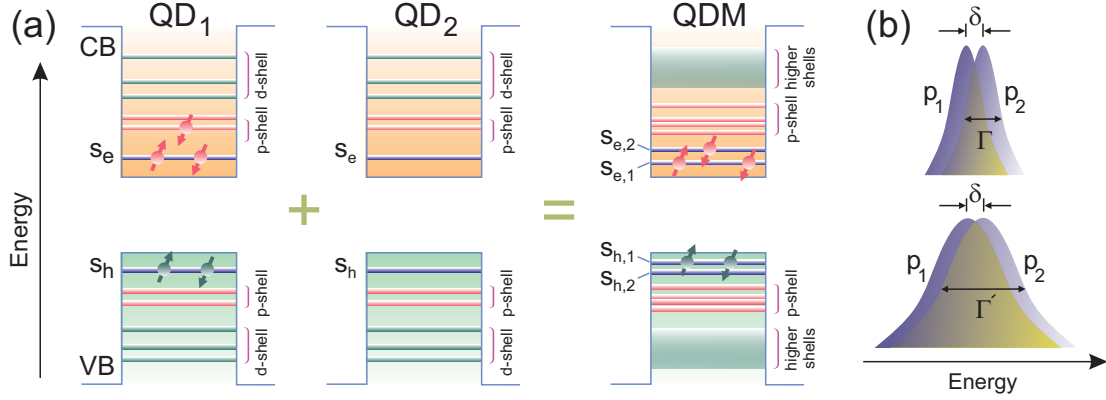 (a)
QD1
QD2
QDM
(b)
CB
d-shell
p-shell
se
sh
p-shell
d-shell
VB
Energy
+
d-shell
p-shell
se
sh
p-shell
d-shell
=
higher
shells
p-shell
se,2
se,1
sh,1
sh,2
p-shell
higher
shells
δ
p1
p2
Γ
δ
p1
p2
Γ´
Energy